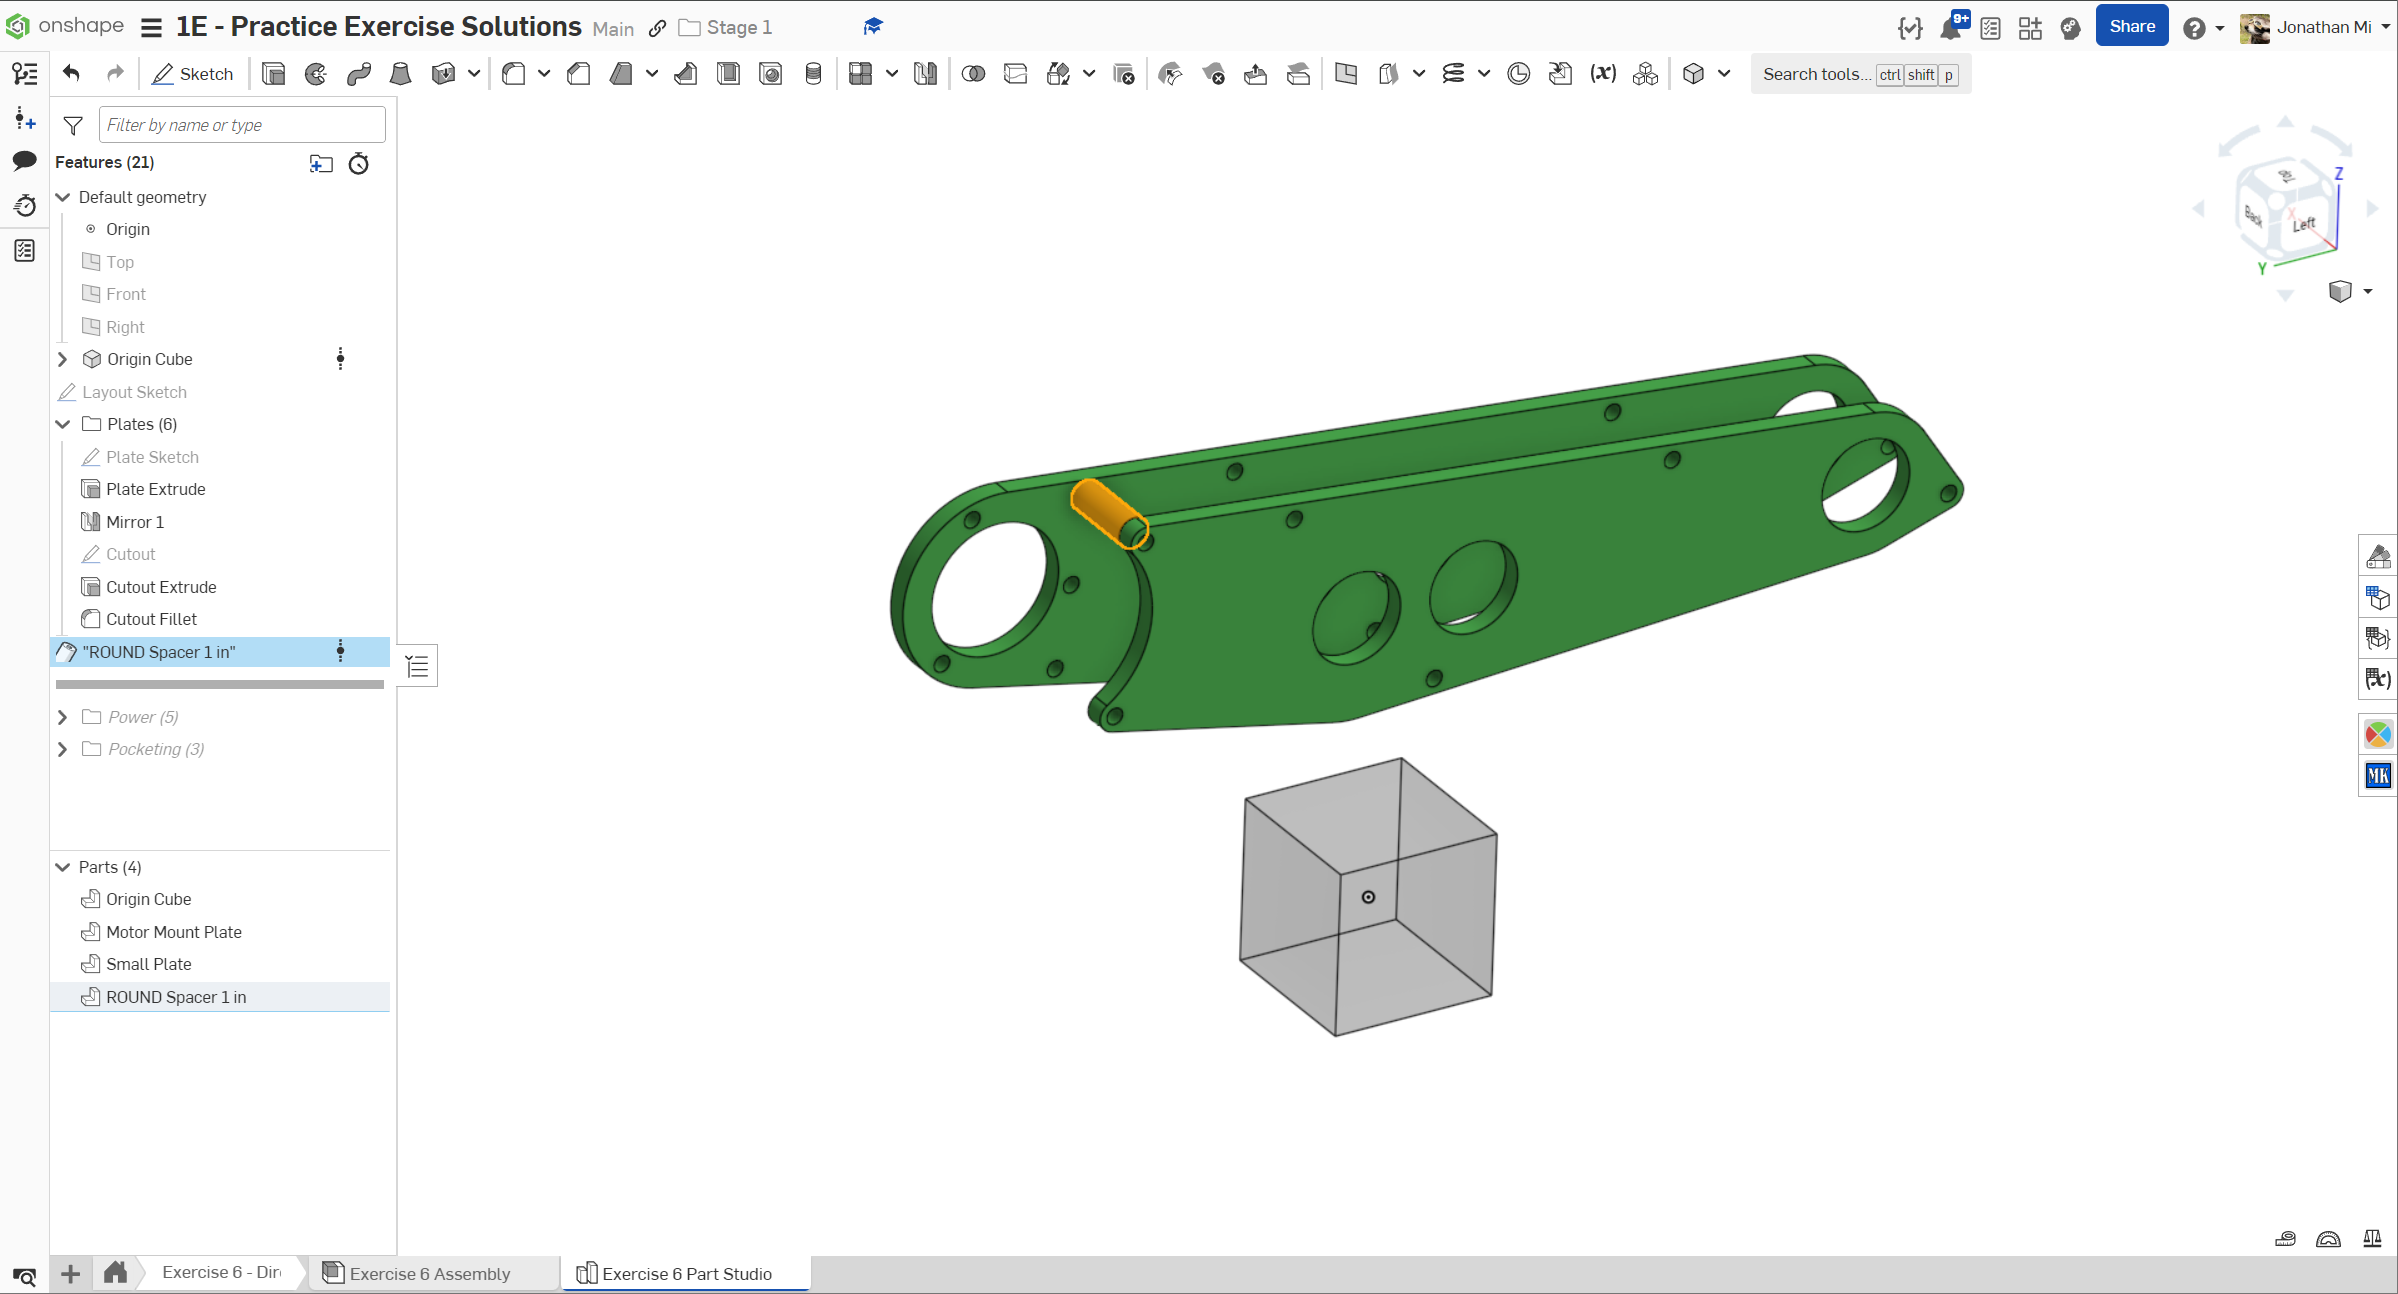 onshape 1E - Practice Exercise Solutions Main Stage 1 9+ Share Jonathan Mi
Sketch (x) Search tools... ctrl shift p
Filter by name or type
Features (21)
Default geometry
Origin
Top
Front
Right
Origin Cube
Layout Sketch
Plates (6)
Plate Sketch
Plate Extrude
Mirror 1
Cutout
Cutout Extrude
Cutout Fillet
"ROUND Spacer 1 in"
Power (5)
Pocketing (3)
Parts (4)
Origin Cube
Motor Mount Plate
Small Plate
ROUND Spacer 1 in
Top
Z
Back
X
Left
Y
(x)
MK
Exercise 6 - Dir Exercise 6 Assembly Exercise 6 Part Studio